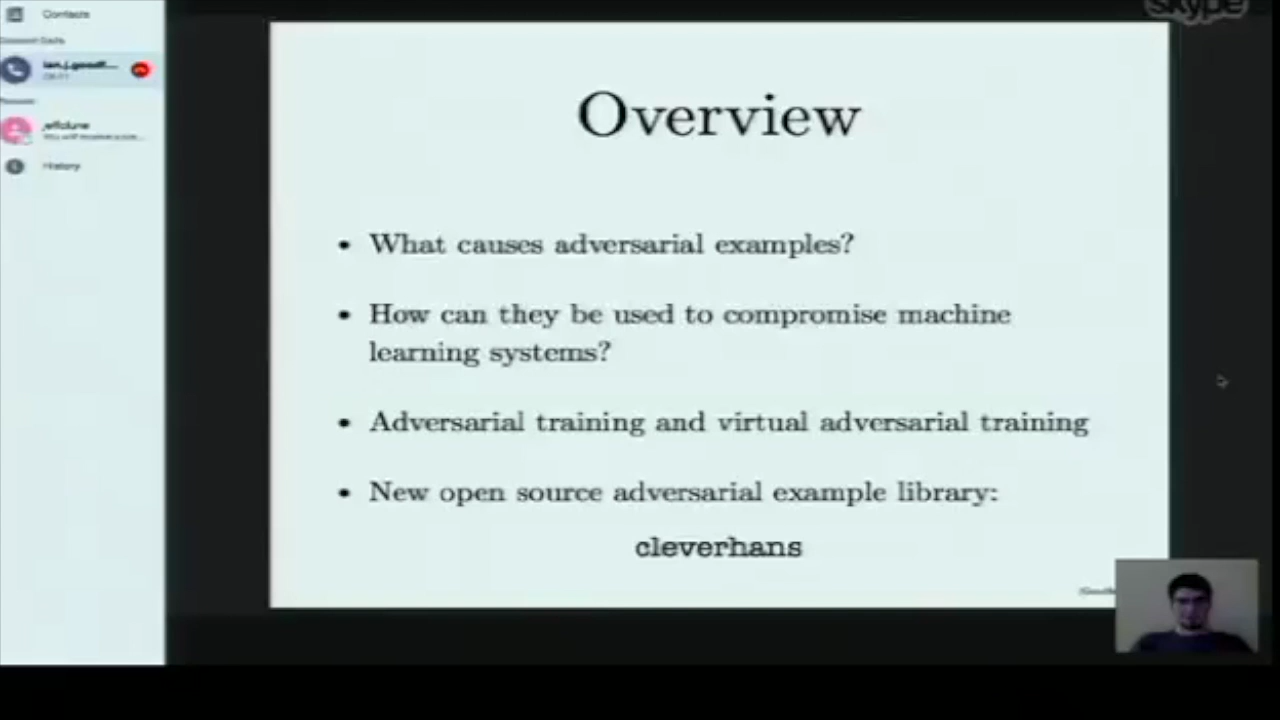 skype
Contacts
History
Overview
• What causes adversarial examples?
• How can they be used to compromise machine
learning systems?
• Adversarial training and virtual adversarial training
• New open source adversarial example library:
cleverhans